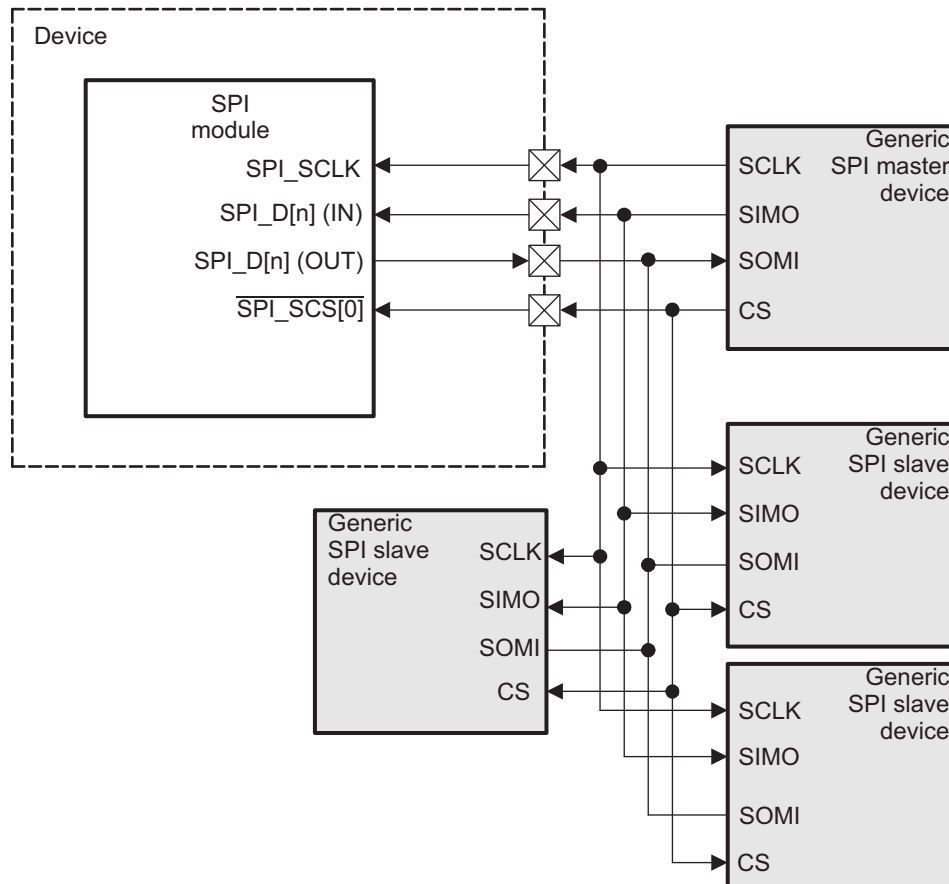 Device
SPI
module
SPI_SCLK
SPI_D[n] (IN)
SPI_D[n] (OUT)
SPI_SCS[0]
Generic
SPI master
device
SCLK
SIMO
SOMI
CS
Generic
SPI slave
device
SCLK
SIMO
SOMI
CS
Generic
SPI slave
device
SCLK
SIMO
SOMI
CS
Generic
SPI slave
device
SCLK
SIMO
SOMI
CS